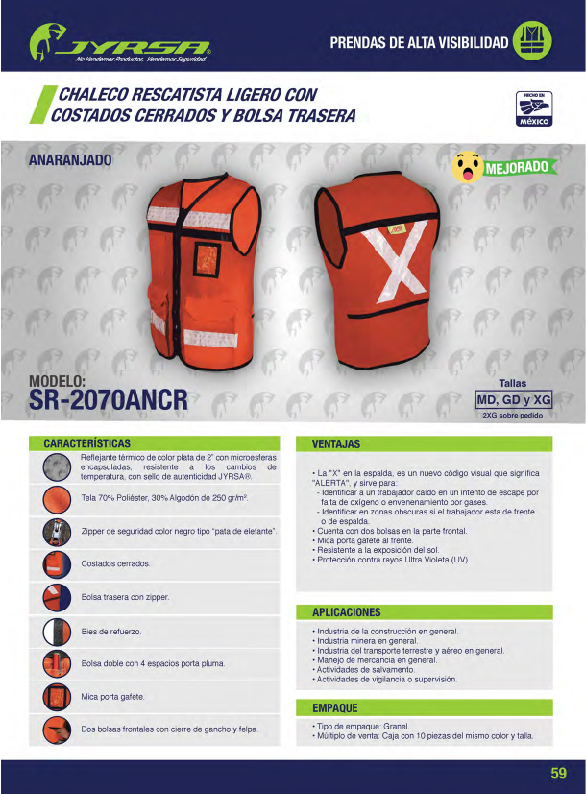 JYRSA®
No Vendemos Productos, Vendemos Seguridad
PRENDAS DE ALTA VISIBILIDAD
CHALECO RESCATISTA LIGERO CON
COSTADOS CERRADOS Y BOLSA TRASERA
HECHO EN
MÉXICO
ANARANJADO
MEJORADO
MODELO:
SR-2070ANCR
Tallas
MD, GD y XG
2XG sobre pedido
CARACTERÍSTICAS
Reflejante térmico de color plata de 2" con microesferas
encapsuladas, resistente a los cambios de
temperatura, con sello de autenticidad JYRSA®.
Tela 70% Poliéster, 30% Algodón de 250 gr/m².
Zipper de seguridad color negro tipo "pata de elefante".
Costados cerrados.
Bolsa trasera con zipper.
Bies de refuerzo.
Bolsa doble con 4 espacios porta pluma.
Mica porta gafete.
Dos bolsas frontales con cierre de gancho y felpa.
VENTAJAS
• La "X" en la espalda, es un nuevo código visual que significa
"ALERTA", y sirve para:
- Identificar a un trabajador caído en un intento de escape por
falta de oxígeno o envenenamiento por gases.
- Identificar en zonas obscuras si el trabajador esta de frente
o de espalda.
• Cuenta con dos bolsas en la parte frontal.
• Mica porta gafete al frente.
• Resistente a la exposición del sol.
• Protección contra rayos Ultra Violeta (UV)
APLICACIONES
• Industria de la construcción en general.
• Industria minera en general.
• Industria del transporte terrestre y aéreo en general.
• Manejo de mercancía en general.
• Actividades de salvamento.
• Actividades de vigilancia o supervisión.
EMPAQUE
• Tipo de empaque: Granel.
• Múltiplo de venta: Caja con 10 piezas del mismo color y talla.
59